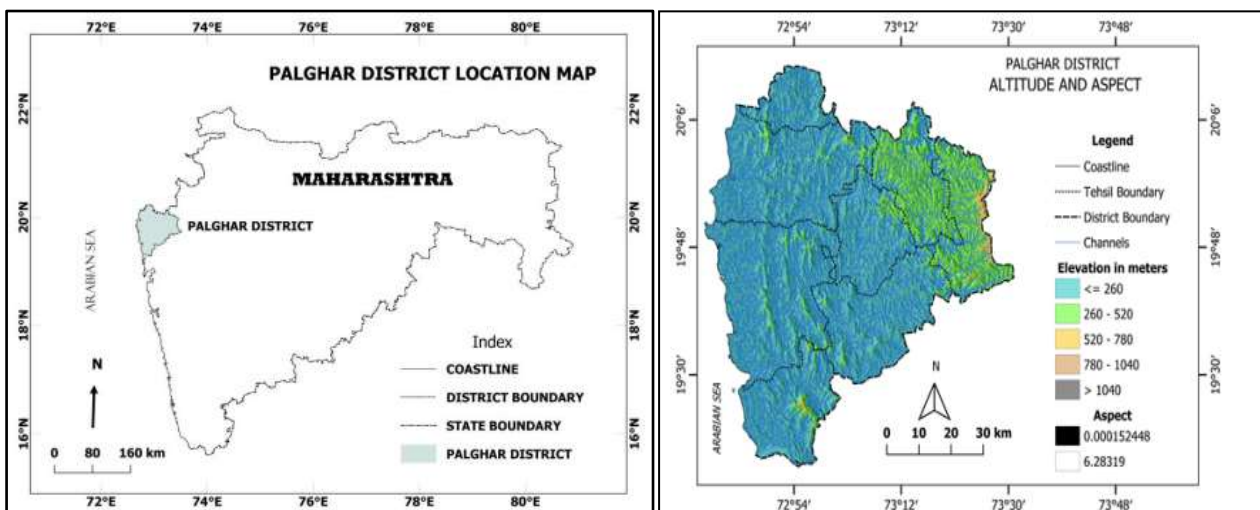 72°E 74°E 76°E 78°E 80°E
PALGHAR DISTRICT LOCATION MAP
22°N
20°N
18°N
16°N
MAHARASHTRA
PALGHAR DISTRICT
ARABIAN SEA
N
0 80 160 km
Index
COASTLINE
DISTRICT BOUNDARY
STATE BOUNDARY
PALGHAR DISTRICT
22°N
20°N
18°N
16°N
72°E 74°E 76°E 78°E 80°E
72°54' 73°12' 73°30' 73°48'
PALGHAR DISTRICT
ALTITUDE AND ASPECT
20°6'
19°48'
19°30'
Legend
Coastline
Tehsil Boundary
District Boundary
Channels
Elevation in meters
<= 260
260 - 520
520 - 780
780 - 1040
> 1040
Aspect
0.000152448
6.28319
ARABIAN SEA
N
0 10 20 30 km
20°6'
19°48'
19°30'
72°54' 73°12' 73°30' 73°48'